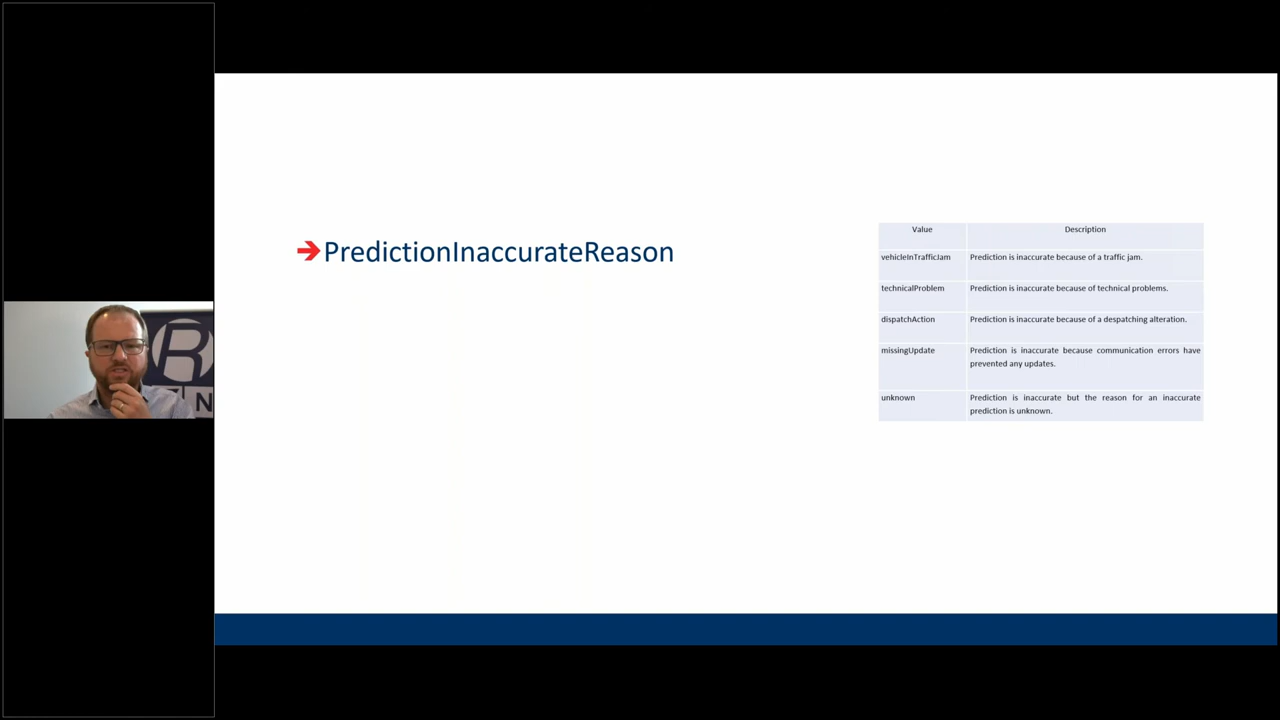 PredictionInaccurateReason
Value Description
vehicleInTrafficJam Prediction is inaccurate because of a traffic jam.
technicalProblem Prediction is inaccurate because of technical problems.
dispatchAction Prediction is inaccurate because of a despatching alteration.
missingUpdate Prediction is inaccurate because communication errors have
prevented any updates.
unknown Prediction is inaccurate but the reason for an inaccurate
prediction is unknown.
R
N